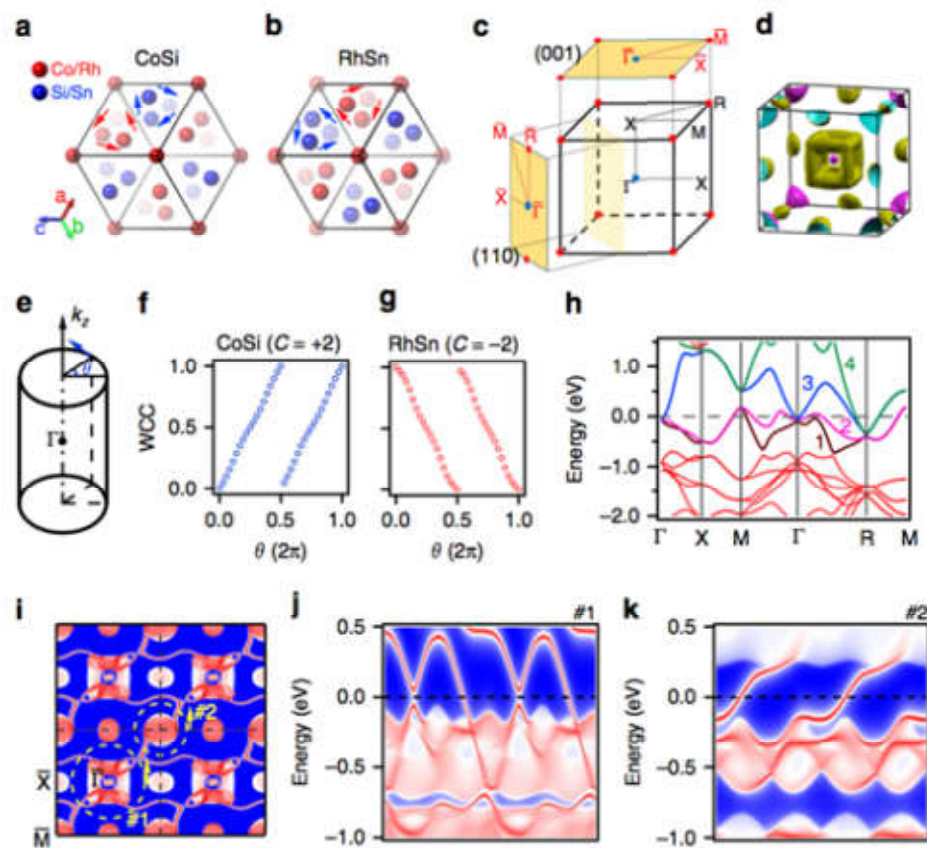 a
CoSi
Co/Rh
Si/Sn
a
c
b
b
RhSn
c
(001)
M̄
Γ̄
X̄
R
X
M
M̄
R̄
X̄
Γ̄
Γ
X
(110)
d
e
k_z
θ
Γ
f
CoSi (C = +2)
WCC
1.0
0.5
0.0
0.0 0.5 1.0
θ (2π)
g
RhSn (C = −2)
0.0 0.5 1.0
θ (2π)
h
Energy (eV)
1.0
0.0
−1.0
−2.0
4
3
2
1
Γ X M Γ R M
i
#2
Γ̄
#1
X̄
M̄
j
#1
Energy (eV)
0.5
0.0
−0.5
−1.0
k
#2
Energy (eV)
0.5
0.0
−0.5
−1.0